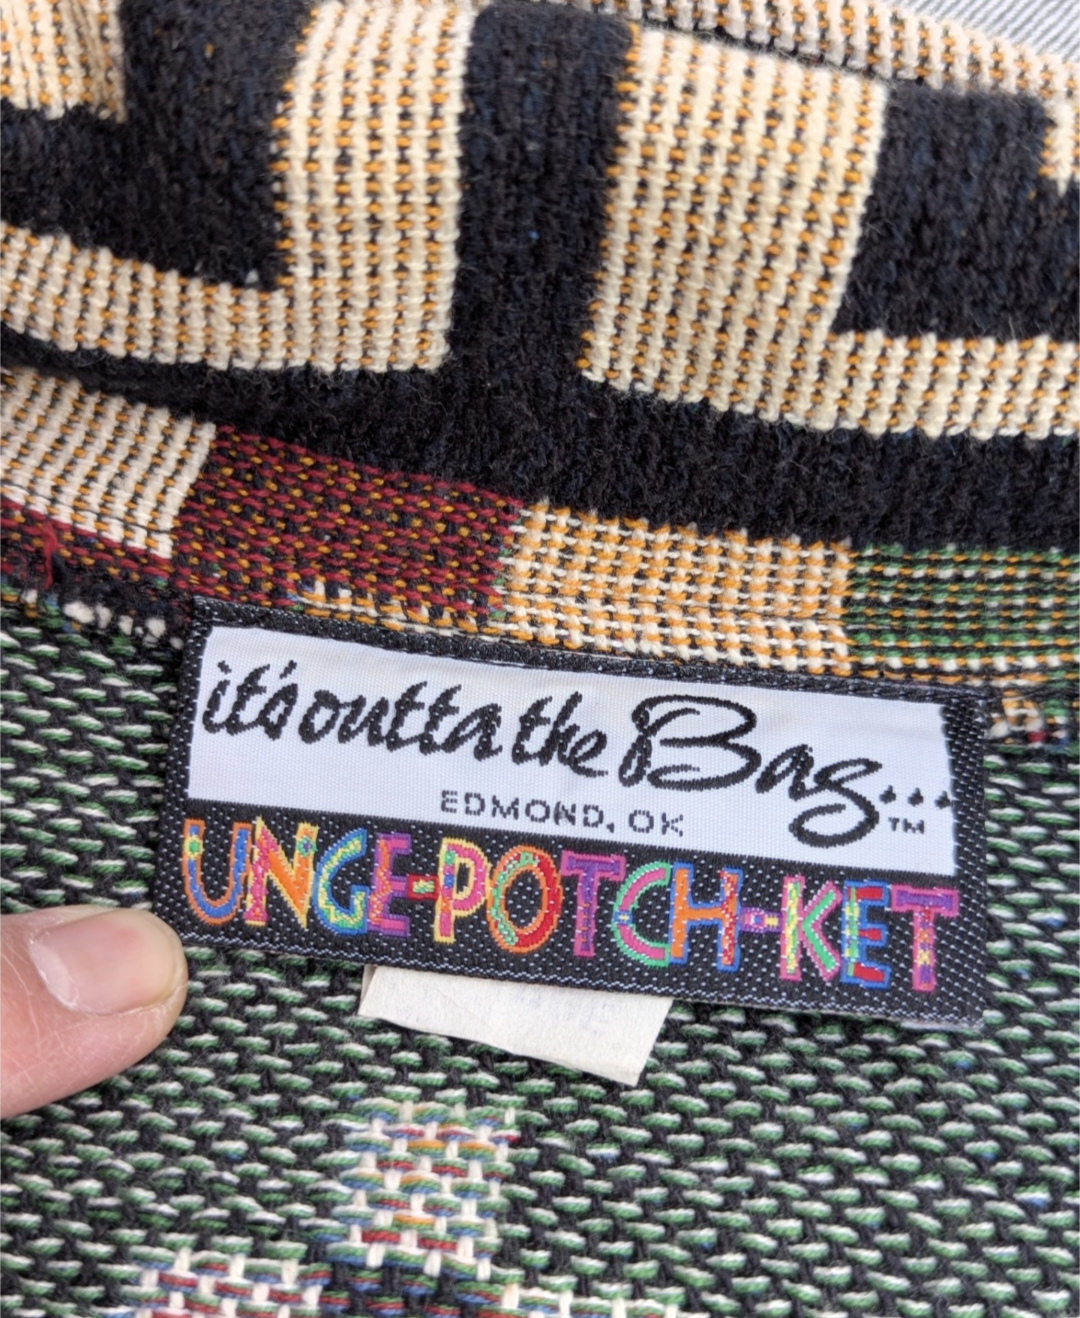 it's outta the Bag...
EDMOND, OK ™
UNGE-POTCH-KET